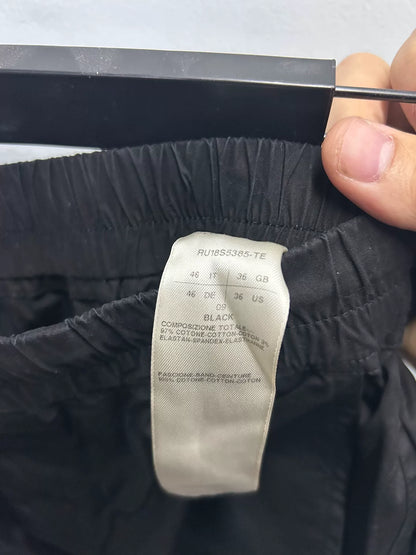 RU18S5385-TE
46 IT 36 GB
46 DE 36 US
09
BLACK
COMPOSIZIONE TOTALE
97% COTONE-COTTON-COTON 3%
ELASTAN-SPANDEX-ELASTANNE
FASCIONE-BAND-CEINTURE
100% COTONE-COTTON-COTON